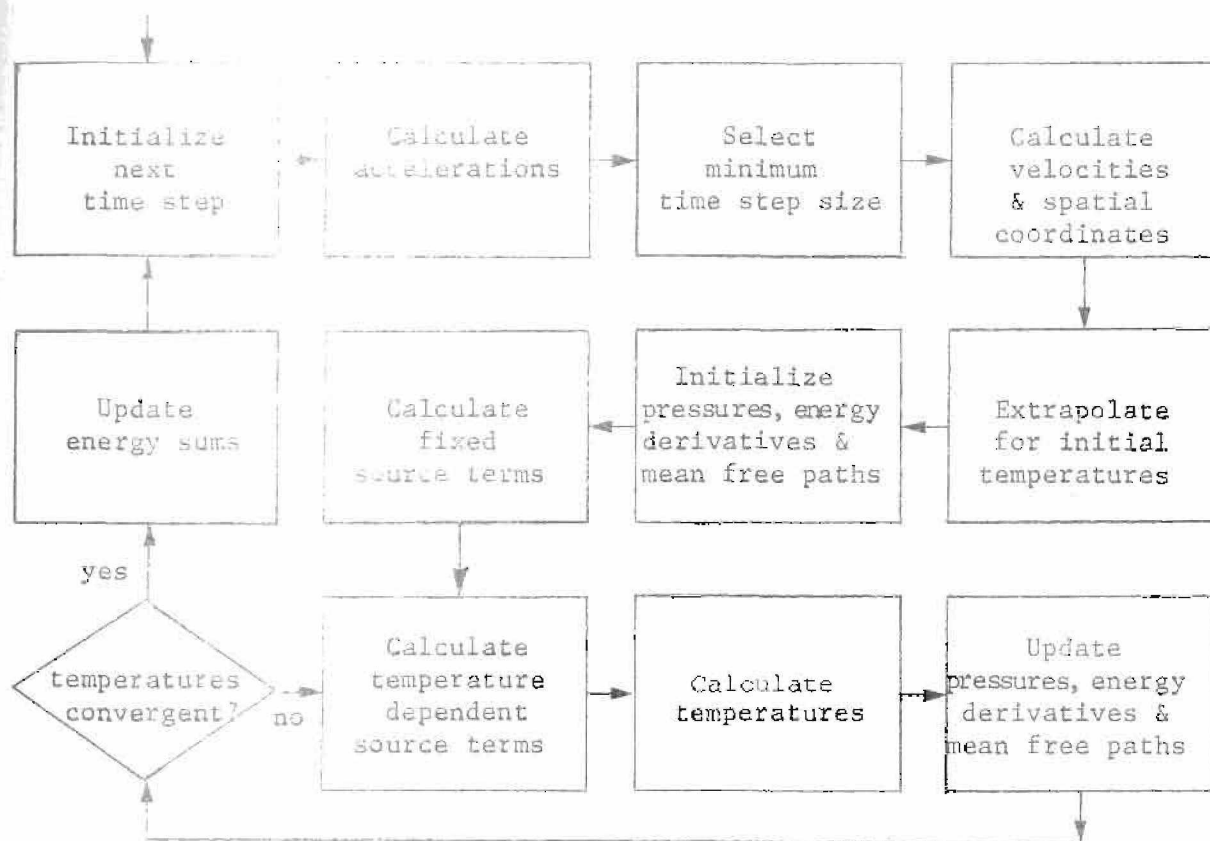 Initialize
next
time step
Calculate
accelerations
Select
minimum
time step size
Calculate
velocities
& spatial
coordinates
Update
energy sums
Calculate
fixed
source terms
Initialize
pressures, energy
derivatives &
mean free paths
Extrapolate
for initial
temperatures
yes
temperatures
convergent?
no
Calculate
temperature
dependent
source terms
Calculate
temperatures
Update
pressures, energy
derivatives &
mean free paths